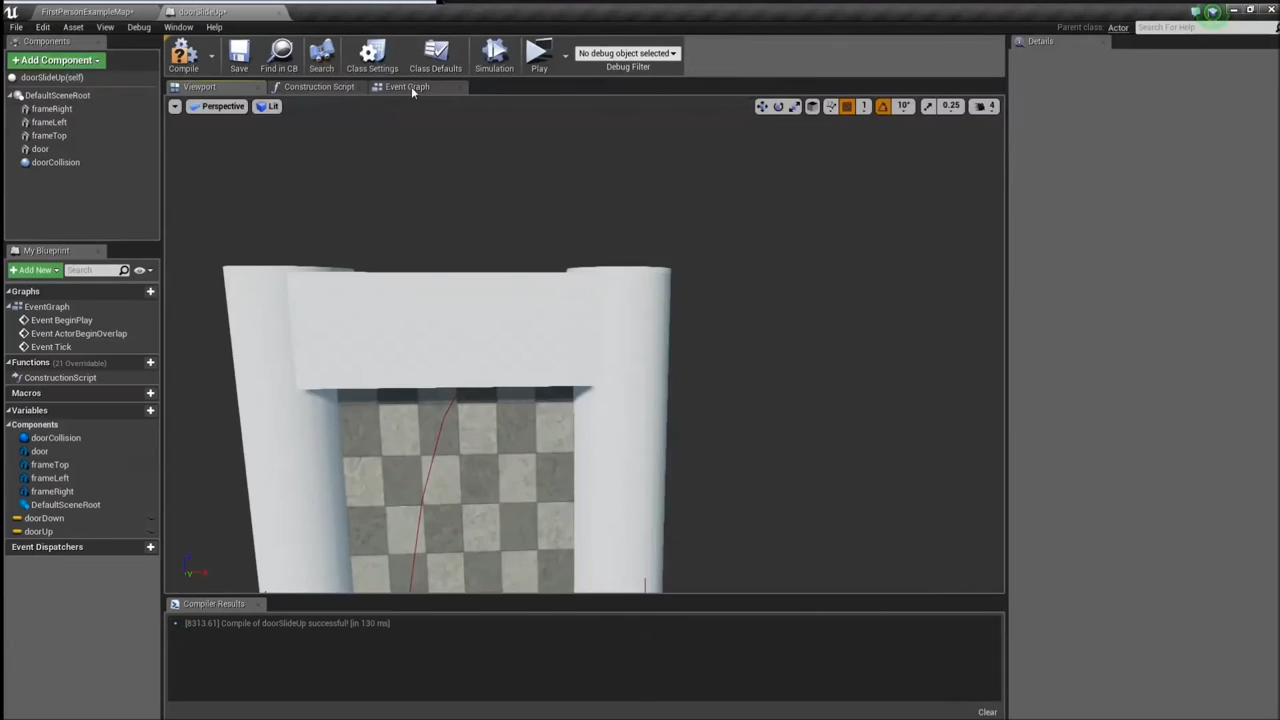 FirstPersonExampleMap*
doorSlideUp*
File Edit Asset View Debug Window Help
Parent class: Actor
Search For Help
Components
Details
+Add Component
Compile
Save
Find in CB
Search
Class Settings
Class Defaults
Simulation
Play
No debug object selected
Debug Filter
doorSlideUp(self)
Viewport
Construction Script
Event Graph
DefaultSceneRoot
frameRight
frameLeft
frameTop
door
doorCollision
Perspective
Lit
1
10°
0.25
4
My Blueprint
+Add New
Search
Graphs
EventGraph
Event BeginPlay
Event ActorBeginOverlap
Event Tick
Functions (21 Overridable)
ConstructionScript
Macros
Variables
Components
doorCollision
door
frameTop
frameLeft
frameRight
DefaultSceneRoot
doorDown
doorUp
Event Dispatchers
Compiler Results
[8313.61] Compile of doorSlideUp successful! [in 130 ms]
Clear